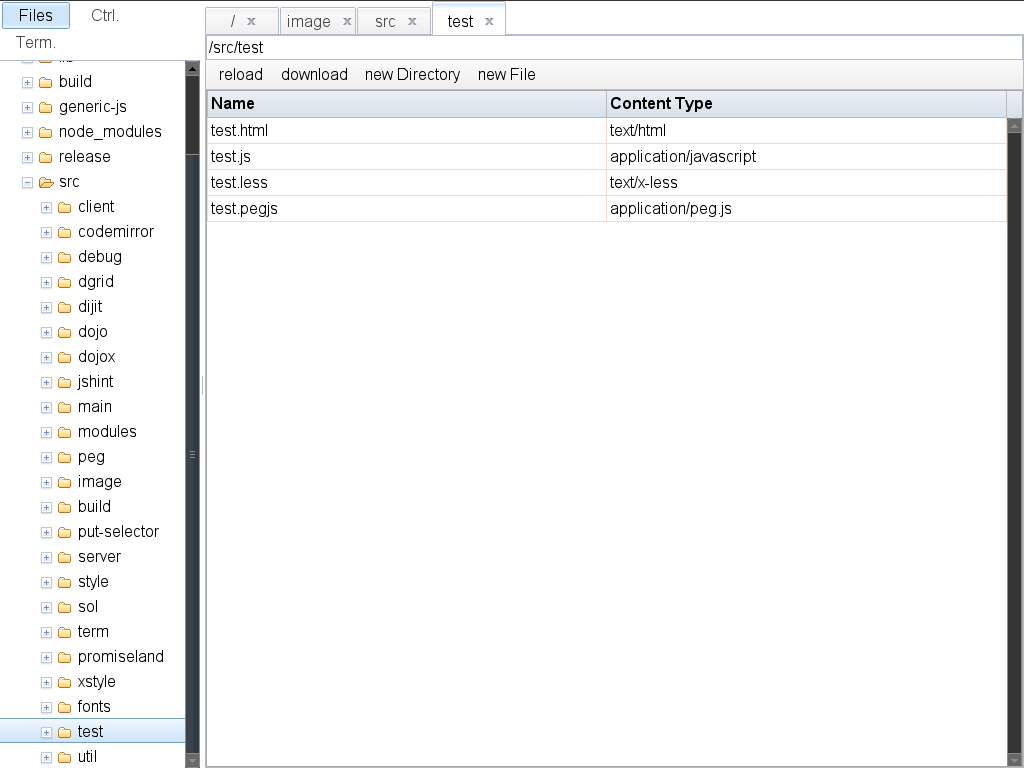 Files Ctrl.
Term.
lib
build
generic-js
node_modules
release
src
client
codemirror
debug
dgrid
dijit
dojo
dojox
jshint
main
modules
peg
image
build
put-selector
server
style
sol
term
promiseland
xstyle
fonts
test
util
/ x image x src x test x
/src/test
reload download new Directory new File
Name Content Type
test.html text/html
test.js application/javascript
test.less text/x-less
test.pegjs application/peg.js